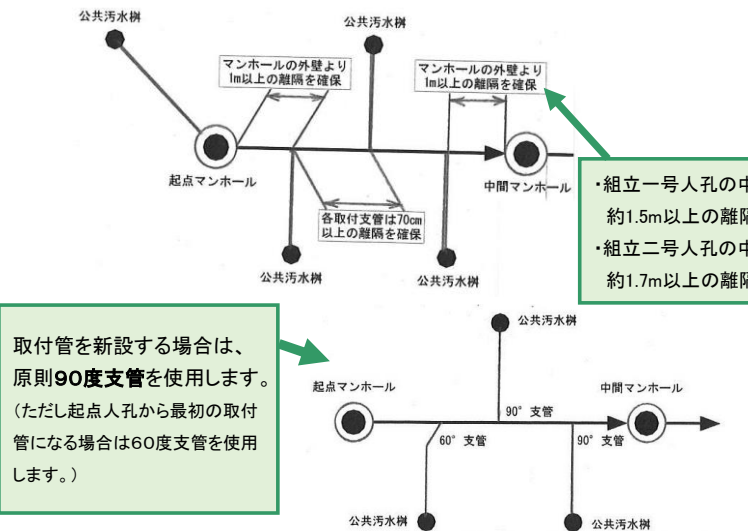 公共汚水桝
公共汚水桝
マンホールの外壁より
1m以上の離隔を確保
マンホールの外壁より
1m以上の離隔を確保
起点マンホール
中間マンホール
・組立一号人孔の中
約1.5m以上の離隔
・組立二号人孔の中
約1.7m以上の離隔
各取付支管は70cm
以上の離隔を確保
公共汚水桝
公共汚水桝
取付管を新設する場合は、
原則90度支管を使用します。
（ただし起点人孔から最初の取付
管になる場合は60度支管を使用
します。）
公共汚水桝
起点マンホール
中間マンホール
90° 支管
60° 支管
90° 支管
公共汚水桝
公共汚水桝